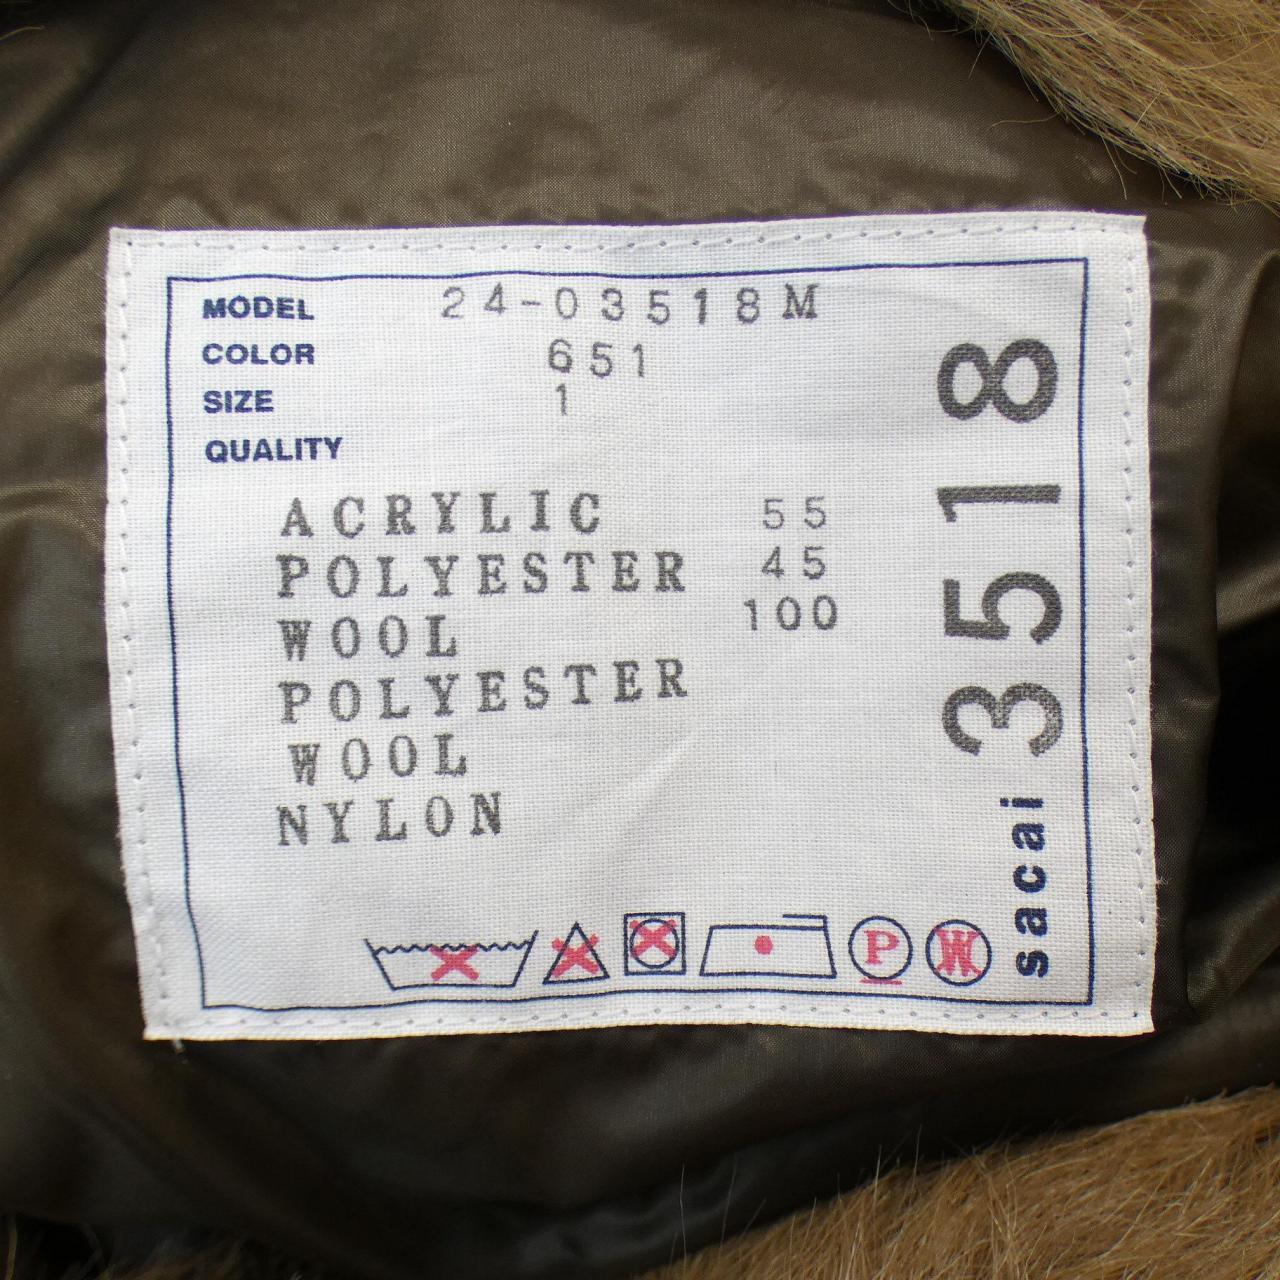 MODEL 24-03518M
COLOR 651
SIZE 1
QUALITY
ACRYLIC 55
POLYESTER 45
WOOL 100
POLYESTER
WOOL
NYLON
P W
sacai 3518